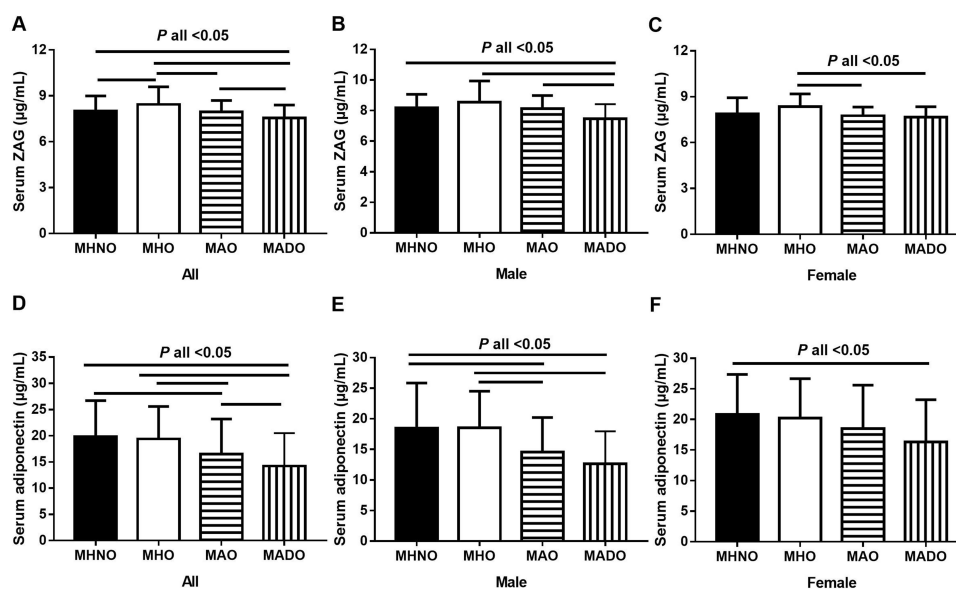 A
P all <0.05
Serum ZAG (µg/mL)
12
9
6
3
0
MHNO MHO MAO MADO
All
B
P all <0.05
Serum ZAG (µg/mL)
12
10
8
6
4
2
0
MHNO MHO MAO MADO
Male
C
P all <0.05
Serum ZAG (µg/mL)
12
9
6
3
0
MHNO MHO MAO MADO
Female
D
P all <0.05
Serum adiponectin (µg/mL)
35
30
25
20
15
10
5
0
MHNO MHO MAO MADO
All
E
P all <0.05
Serum adiponectin (µg/mL)
30
25
20
15
10
5
0
MHNO MHO MAO MADO
Male
F
P all <0.05
Serum adiponectin (µg/mL)
30
25
20
15
10
5
0
MHNO MHO MAO MADO
Female